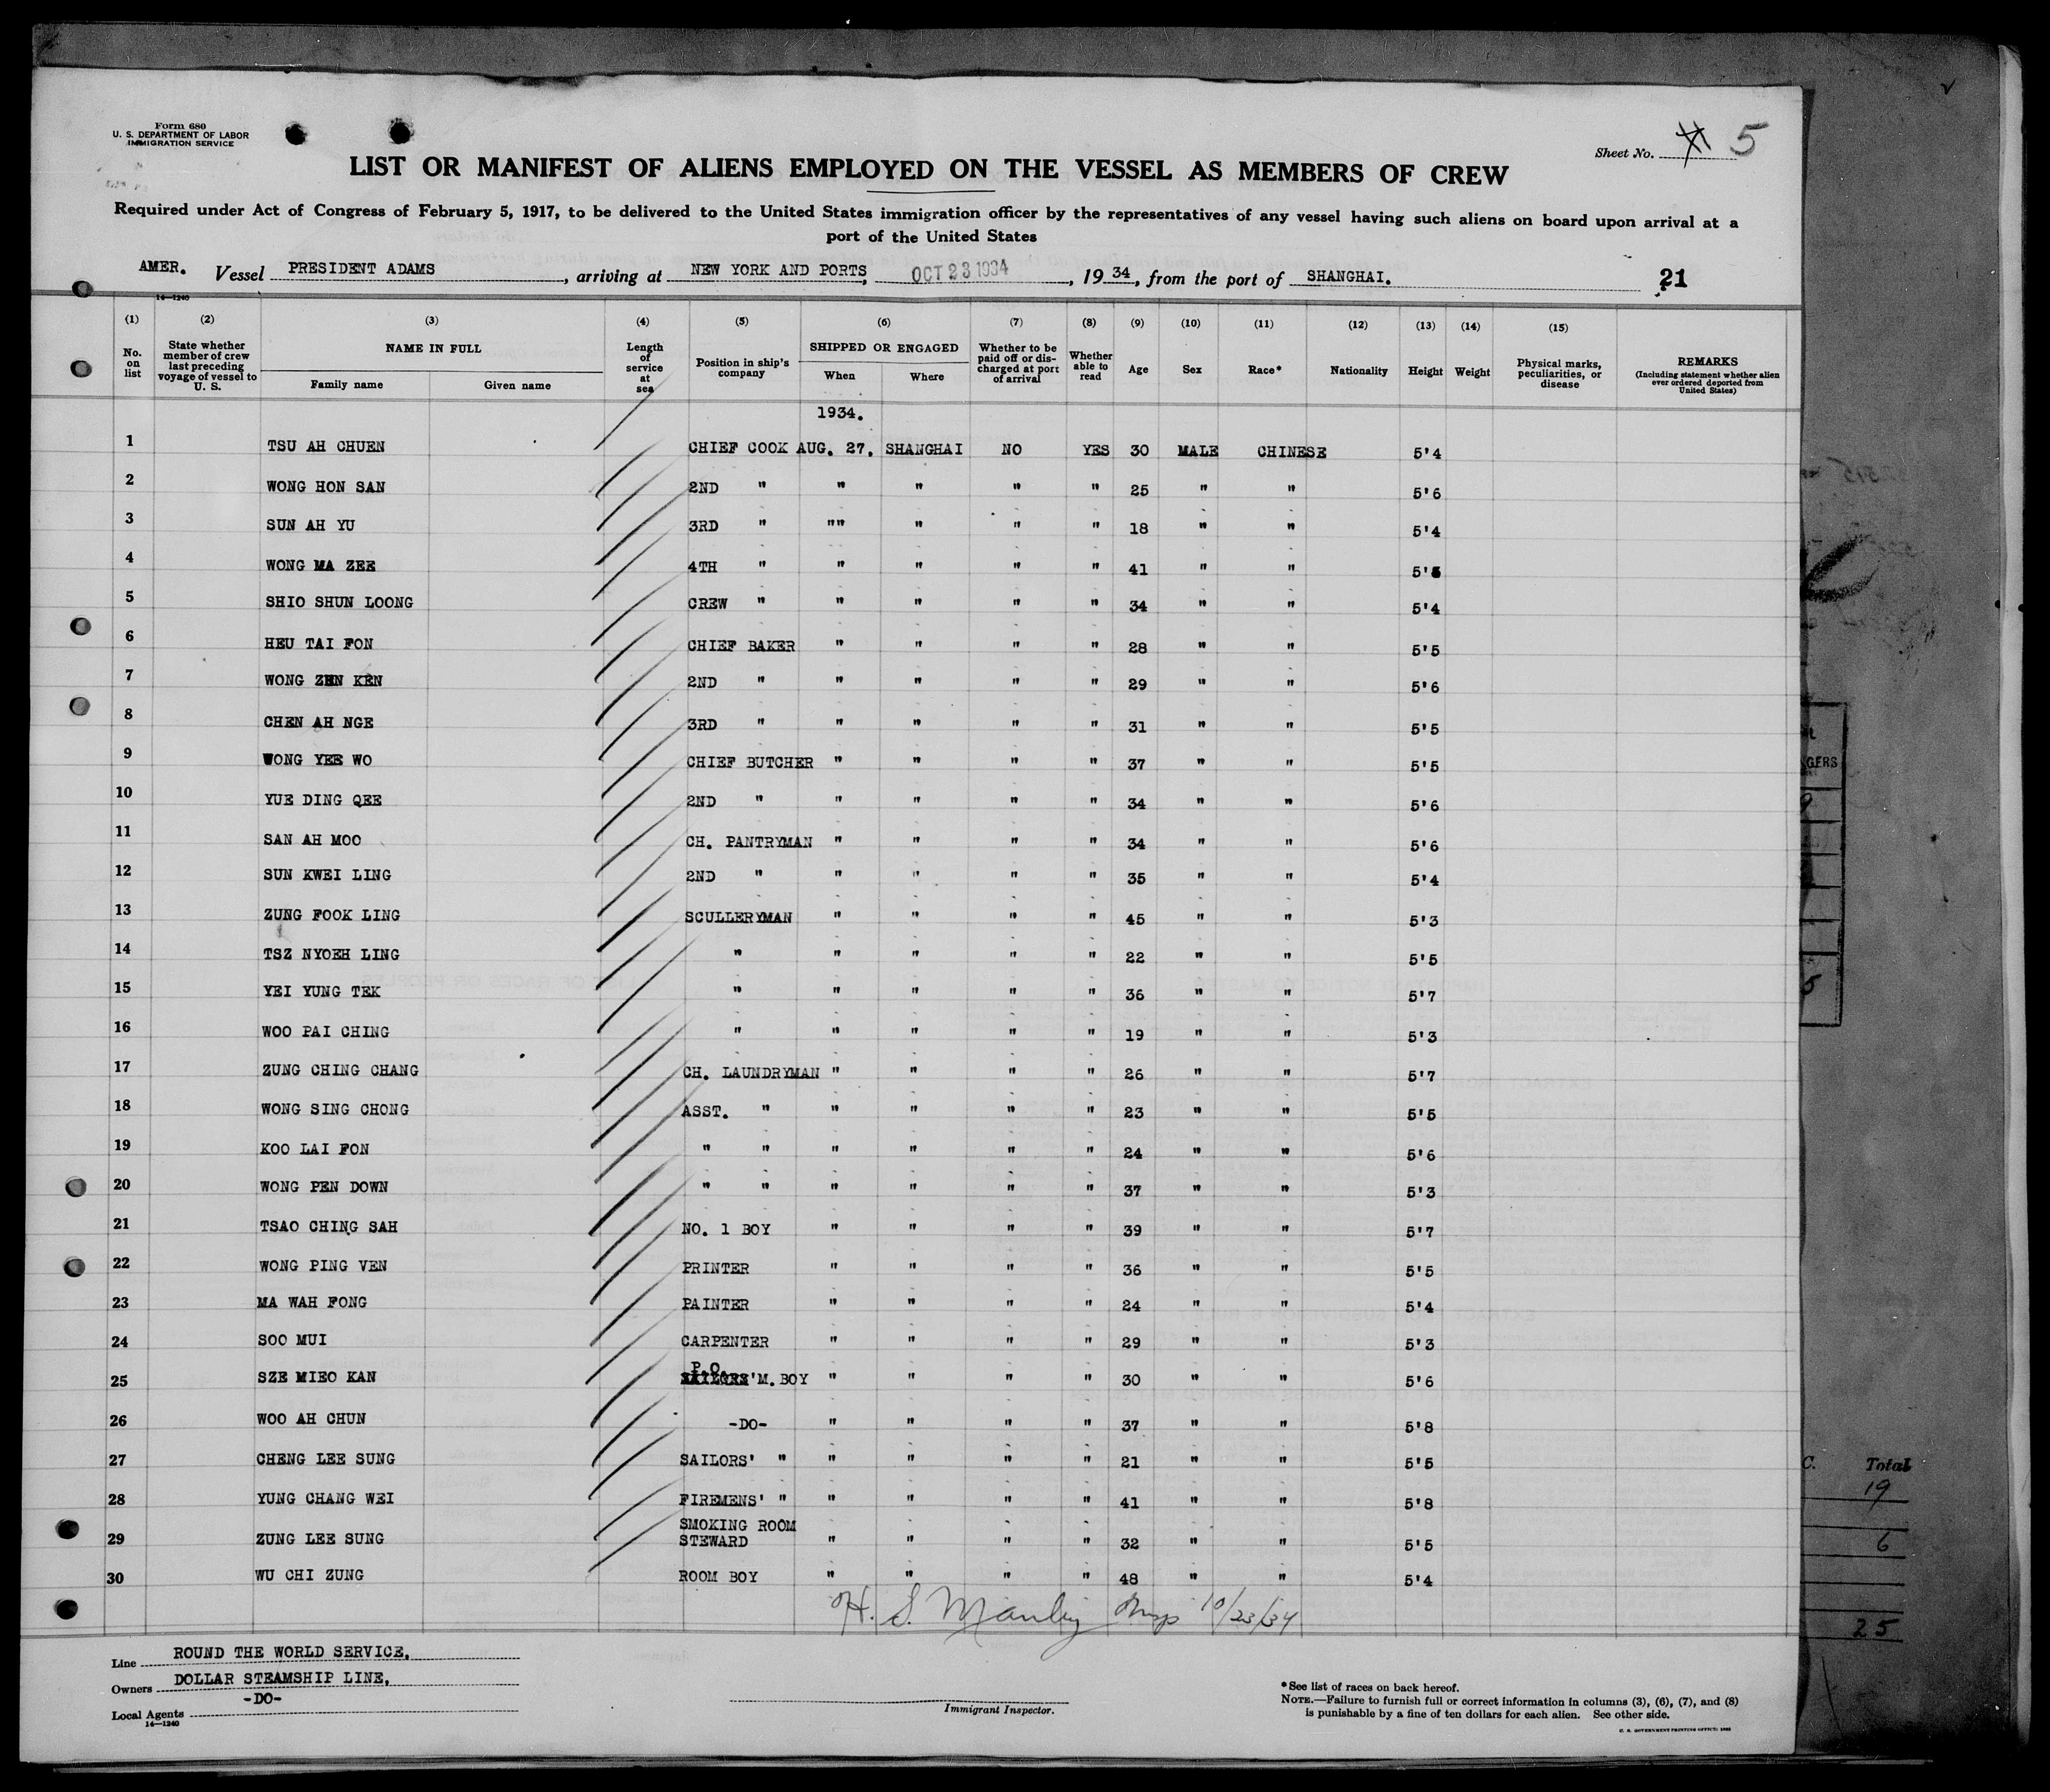 Form 680
U. S. DEPARTMENT OF LABOR
IMMIGRATION SERVICE
Sheet No. 5
LIST OR MANIFEST OF ALIENS EMPLOYED ON THE VESSEL AS MEMBERS OF CREW
Required under Act of Congress of February 5, 1917, to be delivered to the United States immigration officer by the representatives of any vessel having such aliens on board upon arrival at a
port of the United States
AMER. Vessel PRESIDENT ADAMS, arriving at NEW YORK AND PORTS, OCT 23 1934, 1934, from the port of SHANGHAI. 21
14—1240
(1) (2) (3) (4) (5) (6) (7) (8) (9) (10) (11) (12) (13) (14) (15)
No. on list
State whether member of crew last preceding voyage of vessel to U. S.
NAME IN FULL
Family name Given name
Length of service at sea
Position in ship's company
SHIPPED OR ENGAGED
When Where
Whether to be paid off or discharged at port of arrival
Whether able to read
Age
Sex
Race*
Nationality
Height
Weight
Physical marks, peculiarities, or disease
REMARKS
(Including statement whether alien ever ordered deported from United States)
1934.
1 TSU AH CHUEN CHIEF COOK AUG. 27, SHANGHAI NO YES 30 MALE CHINESE 5'4
2 WONG HON SAN 2ND " " " " " 25 " " 5'6
3 SUN AH YU 3RD " "" " " " 18 " " 5'4
4 WONG MA ZEE 4TH " " " " " 41 " " 5'5
5 SHIO SHUN LOONG CREW " " " " " 34 " " 5'4
6 HEU TAI FON CHIEF BAKER " " " " 28 " " 5'5
7 WONG ZEN KEN 2ND " " " " " 29 " " 5'6
8 CHEN AH NGE 3RD " " " " " 31 " " 5'5
9 WONG YEE WO CHIEF BUTCHER " " " " 37 " " 5'5
10 YUE DING QEE 2ND " " " " " 34 " " 5'6
11 SAN AH MOO CH. PANTRYMAN " " " " 34 " " 5'6
12 SUN KWEI LING 2ND " " " " " 35 " " 5'4
13 ZUNG FOOK LING SCULLERYMAN " " " " 45 " " 5'3
14 TSZ NYOEH LING " " " " " 22 " " 5'5
15 YEI YUNG TEK " " " " " 36 " " 5'7
16 WOO PAI CHING " " " " " 19 " " 5'3
17 ZUNG CHING CHANG CH. LAUNDRYMAN " " " " 26 " " 5'7
18 WONG SING CHONG ASST. " " " " " 23 " " 5'5
19 KOO LAI FON " " " " " " 24 " " 5'6
20 WONG PEN DOWN " " " " " " 37 " " 5'3
21 TSAO CHING SAH NO. 1 BOY " " " " 39 " " 5'7
22 WONG PING VEN PRINTER " " " " 36 " " 5'5
23 MA WAH FONG PAINTER " " " " 24 " " 5'4
24 SOO MUI CARPENTER " " " " 29 " " 5'3
P.O.
25 SZE MIEO KAN SAILORS' M. BOY " " " " 30 " " 5'6
26 WOO AH CHUN -DO- " " " " 37 " " 5'8
27 CHENG LEE SUNG SAILORS' " " " " " 21 " " 5'5
28 YUNG CHANG WEI FIREMENS' " " " " " 41 " " 5'8
SMOKING ROOM
29 ZUNG LEE SUNG STEWARD " " " " 32 " " 5'5
30 WU CHI ZUNG ROOM BOY " " " " 48 " " 5'4
H. S. Manley Insp 10/23/34
Line ROUND THE WORLD SERVICE,
Owners DOLLAR STEAMSHIP LINE,
Local Agents -DO-
14—1240
Immigrant Inspector.
*See list of races on back hereof.
NOTE.—Failure to furnish full or correct information in columns (3), (6), (7), and (8)
is punishable by a fine of ten dollars for each alien. See other side.
U. S. GOVERNMENT PRINTING OFFICE:
GERS
C. Total
19
6
25